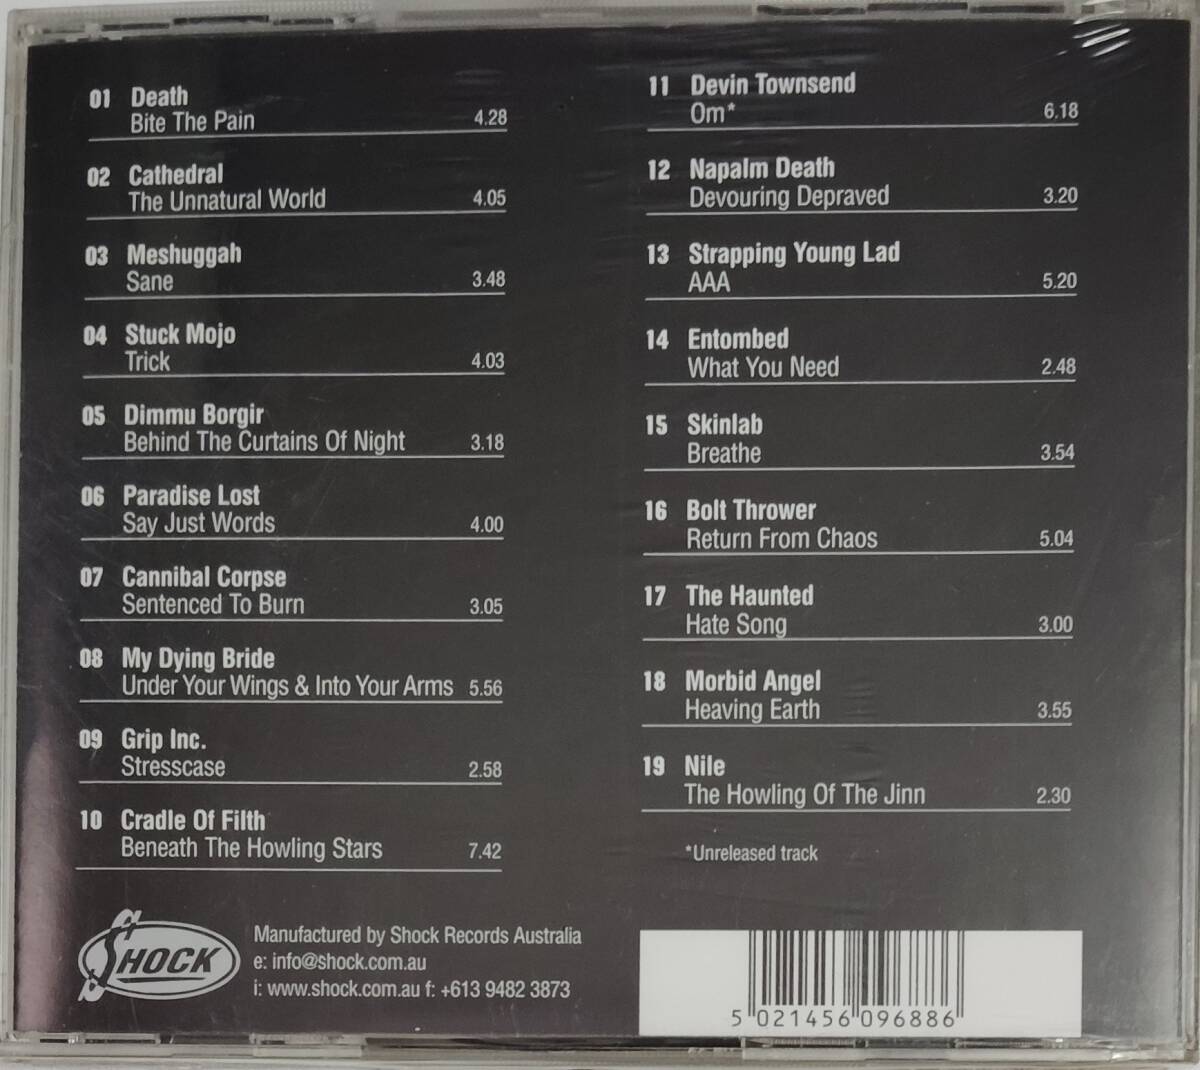 01 Death
Bite The Pain 4.28
02 Cathedral
The Unnatural World 4.05
03 Meshuggah
Sane 3.48
04 Stuck Mojo
Trick 4.03
05 Dimmu Borgir
Behind The Curtains Of Night 3.18
06 Paradise Lost
Say Just Words 4.00
07 Cannibal Corpse
Sentenced To Burn 3.05
08 My Dying Bride
Under Your Wings & Into Your Arms 5.56
09 Grip Inc.
Stresscase 2.58
10 Cradle Of Filth
Beneath The Howling Stars 7.42
11 Devin Townsend
Om* 6.18
12 Napalm Death
Devouring Depraved 3.20
13 Strapping Young Lad
AAA 5.20
14 Entombed
What You Need 2.48
15 Skinlab
Breathe 3.54
16 Bolt Thrower
Return From Chaos 5.04
17 The Haunted
Hate Song 3.00
18 Morbid Angel
Heaving Earth 3.55
19 Nile
The Howling Of The Jinn 2.30
*Unreleased track
SHOCK
Manufactured by Shock Records Australia
e: info@shock.com.au
i: www.shock.com.au f: +613 9482 3873
5 021456 096886